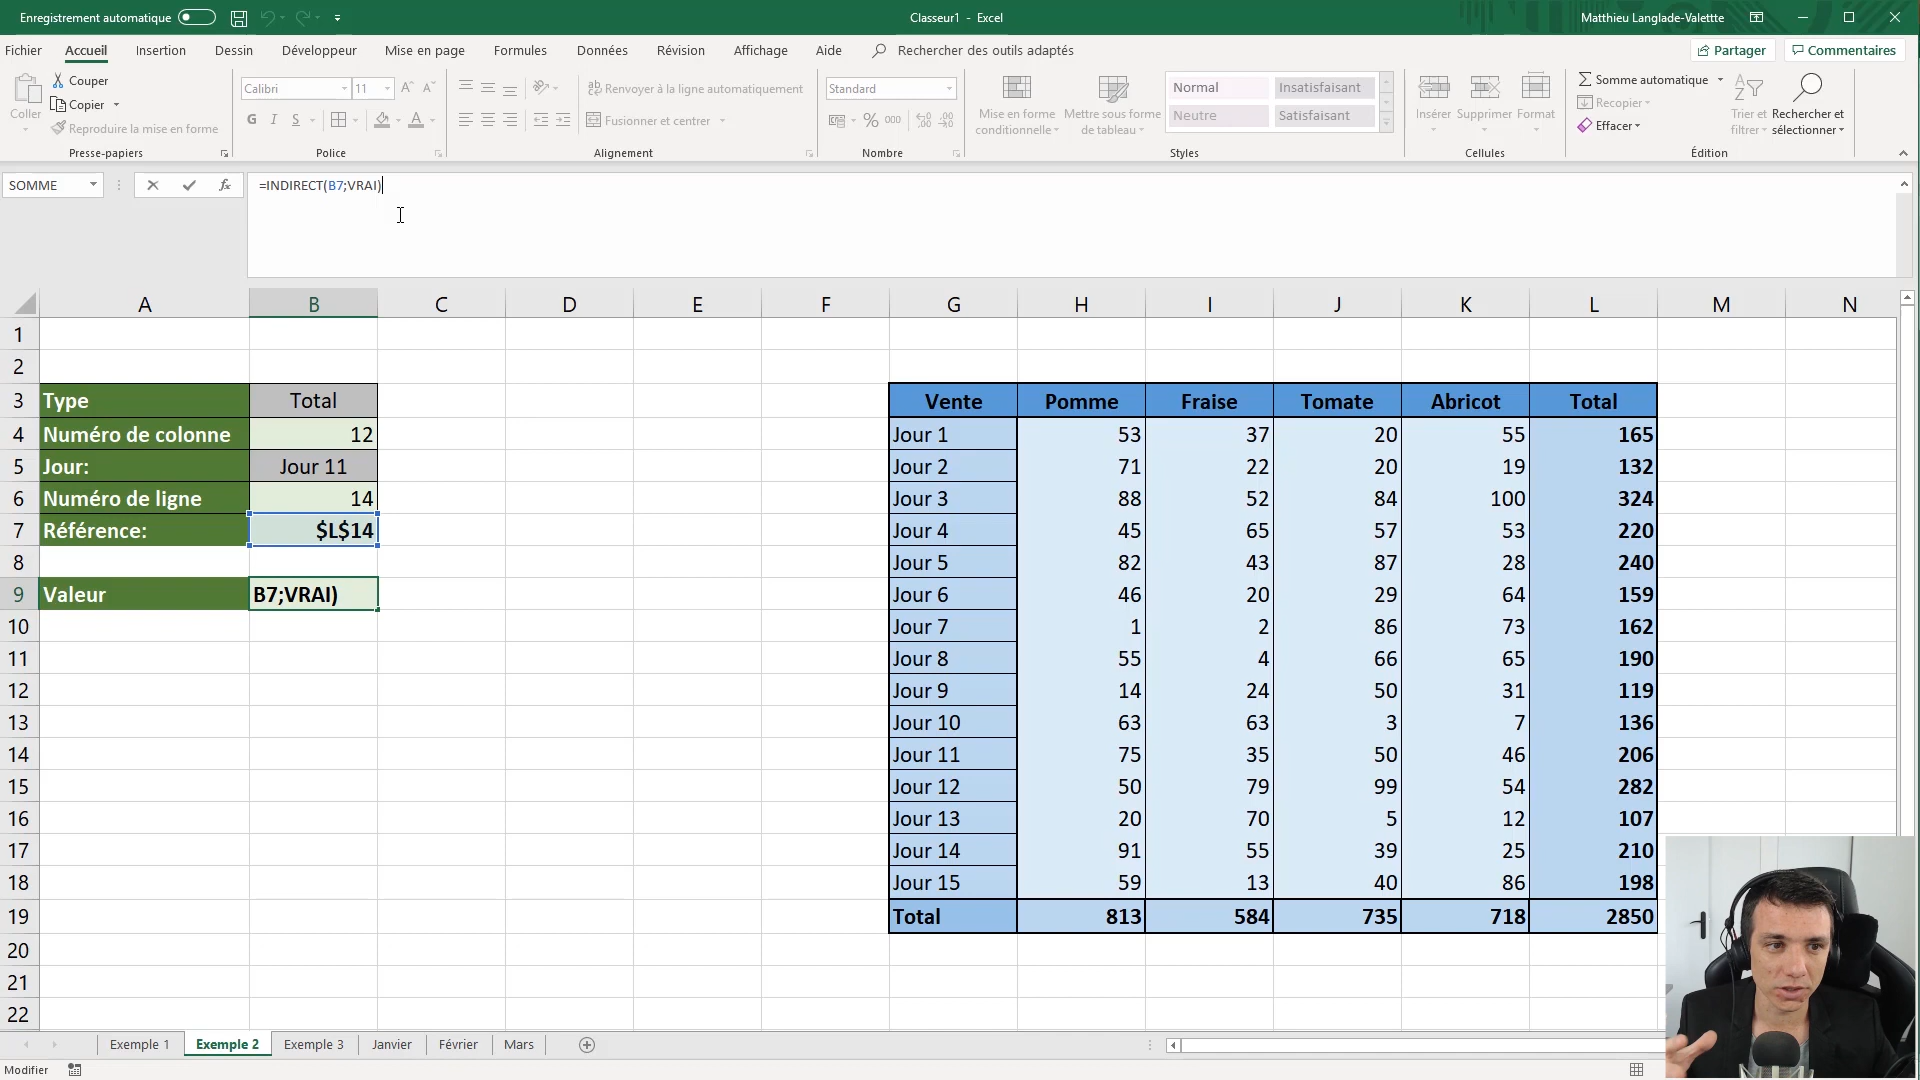 Enregistrement automatique
Classeur1 - Excel
Matthieu Langlade-Valettte
Fichier Accueil Insertion Dessin Développeur Mise en page Formules Données Révision Affichage Aide Rechercher des outils adaptés Partager Commentaires
Coller
Couper
Copier
Reproduire la mise en forme
Presse-papiers
Calibri 11
G I S
Police
Renvoyer à la ligne automatiquement
Fusionner et centrer
Alignement
Standard
% 000
Nombre
Mise en forme conditionnelle
Mettre sous forme de tableau
Normal Insatisfaisant
Neutre Satisfaisant
Styles
Insérer Supprimer Format
Cellules
Somme automatique
Recopier
Effacer
Trier et filtrer
Rechercher et sélectionner
Édition
SOMME
fx
=INDIRECT(B7;VRAI)
A B C D E F G H I J K L M N
1
2
3 Type Total Vente Pomme Fraise Tomate Abricot Total
4 Numéro de colonne 12 Jour 1 53 37 20 55 165
5 Jour: Jour 11 Jour 2 71 22 20 19 132
6 Numéro de ligne 14 Jour 3 88 52 84 100 324
7 Référence: $L$14 Jour 4 45 65 57 53 220
8 Jour 5 82 43 87 28 240
9 Valeur B7;VRAI) Jour 6 46 20 29 64 159
10 Jour 7 1 2 86 73 162
11 Jour 8 55 4 66 65 190
12 Jour 9 14 24 50 31 119
13 Jour 10 63 63 3 7 136
14 Jour 11 75 35 50 46 206
15 Jour 12 50 79 99 54 282
16 Jour 13 20 70 5 12 107
17 Jour 14 91 55 39 25 210
18 Jour 15 59 13 40 86 198
19 Total 813 584 735 718 2850
20
21
22
Exemple 1 Exemple 2 Exemple 3 Janvier Février Mars
Modifier